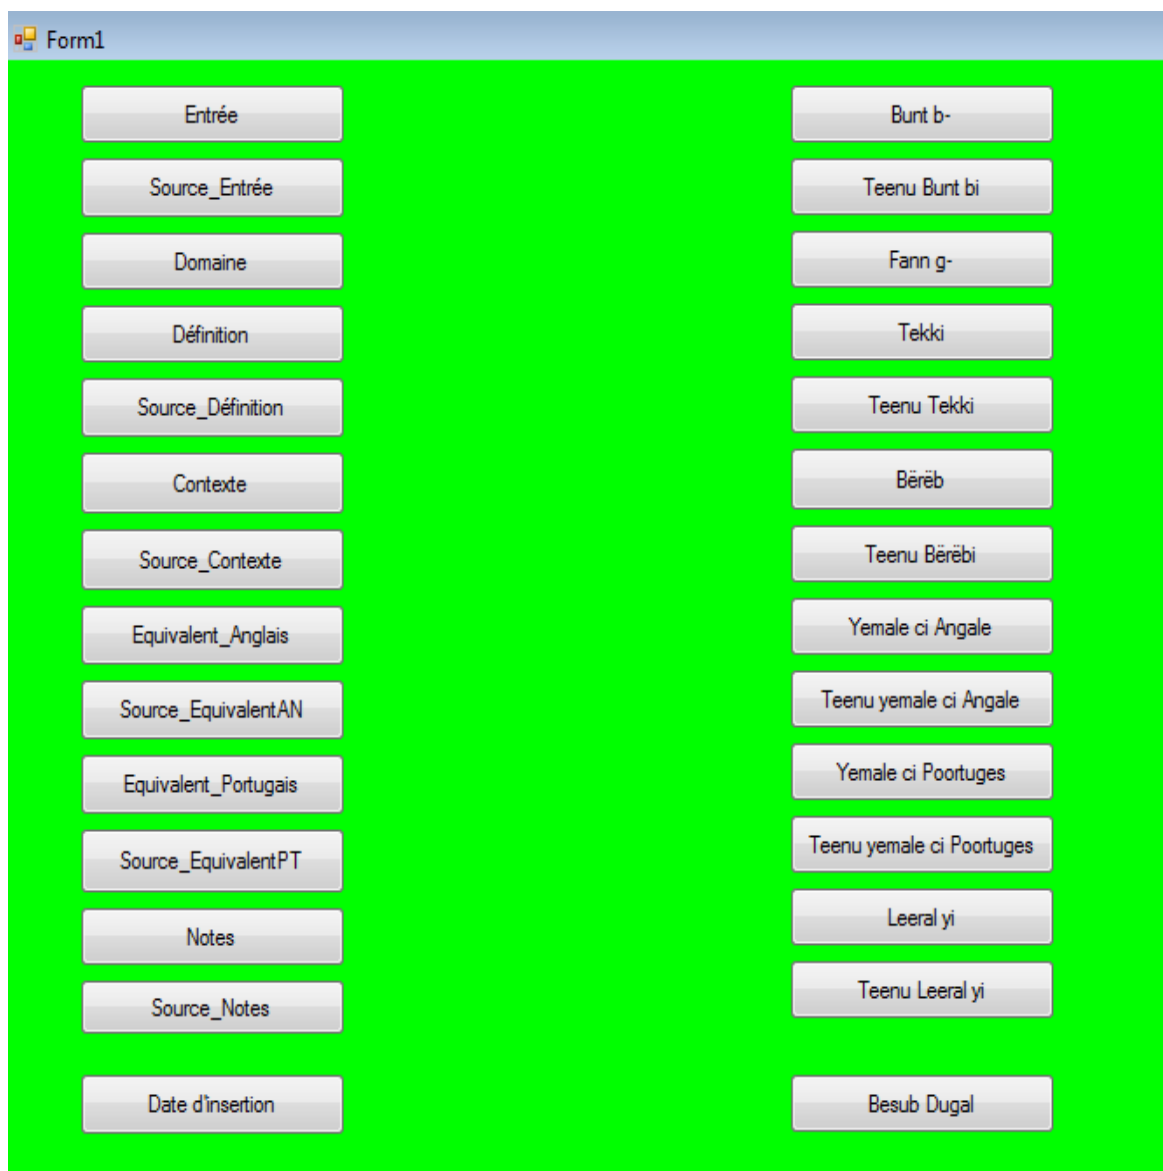 Form1
Entrée
Source_Entrée
Domaine
Définition
Source_Définition
Contexte
Source_Contexte
Equivalent_Anglais
Source_EquivalentAN
Equivalent_Portugais
Source_EquivalentPT
Notes
Source_Notes
Date d'insertion
Bunt b-
Teenu Bunt bi
Fann g-
Tekki
Teenu Tekki
Bërëb
Teenu Bërëbi
Yemale ci Angale
Teenu yemale ci Angale
Yemale ci Poortuges
Teenu yemale ci Poortuges
Leeral yi
Teenu Leeral yi
Besub Dugal